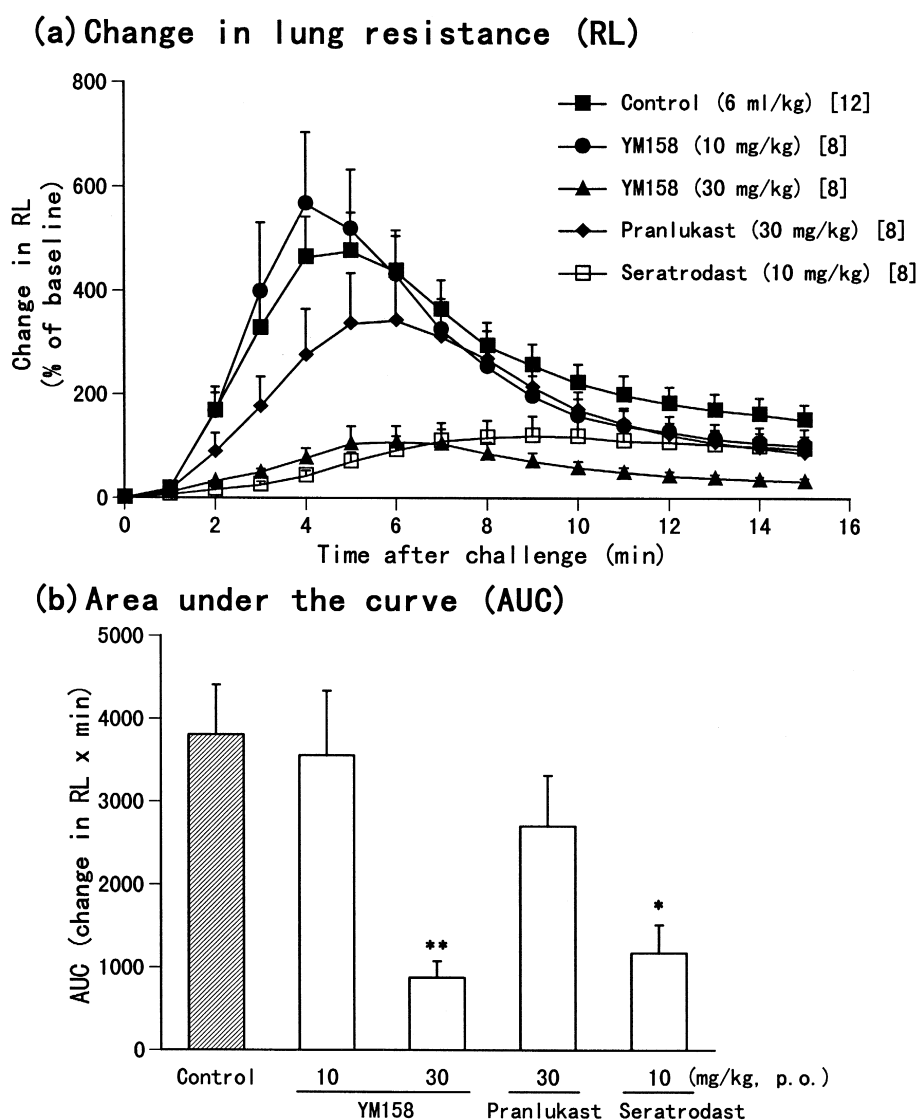 (a) Change in lung resistance (RL)
800
600
400
200
0
Change in RL
(% of baseline)
Control (6 ml/kg) [12]
YM158 (10 mg/kg) [8]
YM158 (30 mg/kg) [8]
Pranlukast (30 mg/kg) [8]
Seratrodast (10 mg/kg) [8]
0 2 4 6 8 10 12 14 16
Time after challenge (min)
(b) Area under the curve (AUC)
5000
4000
3000
2000
1000
0
AUC (change in RL x min)
**
*
Control 10 30 30 10 (mg/kg, p.o.)
YM158 Pranlukast Seratrodast